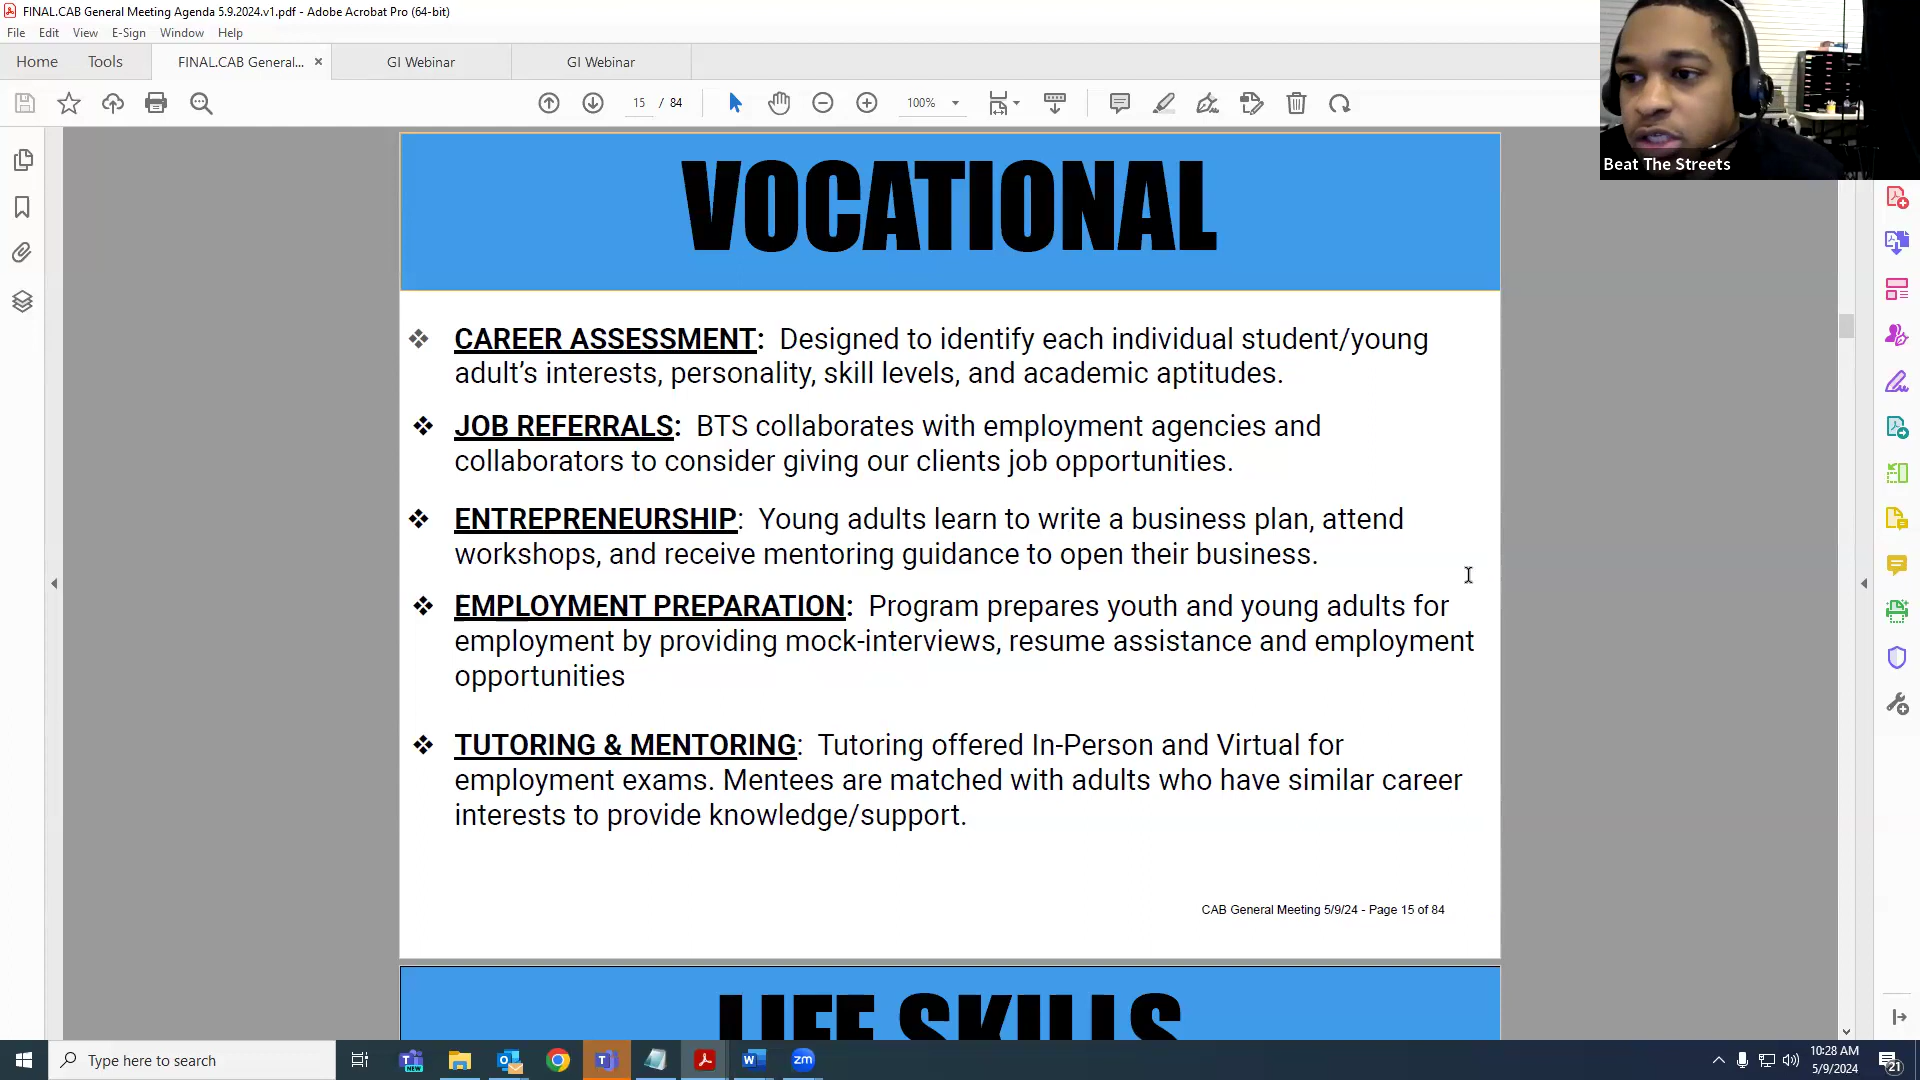 FINAL.CAB General Meeting Agenda 5.9.2024.v1.pdf - Adobe Acrobat Pro (64-bit)
File Edit View E-Sign Window Help
Home Tools FINAL.CAB General... × GI Webinar GI Webinar
15 / 84 100%
Beat The Streets
VOCATIONAL
❖ CAREER ASSESSMENT: Designed to identify each individual student/young
adult’s interests, personality, skill levels, and academic aptitudes.
❖ JOB REFERRALS: BTS collaborates with employment agencies and
collaborators to consider giving our clients job opportunities.
❖ ENTREPRENEURSHIP: Young adults learn to write a business plan, attend
workshops, and receive mentoring guidance to open their business.
❖ EMPLOYMENT PREPARATION: Program prepares youth and young adults for
employment by providing mock-interviews, resume assistance and employment
opportunities
❖ TUTORING & MENTORING: Tutoring offered In-Person and Virtual for
employment exams. Mentees are matched with adults who have similar career
interests to provide knowledge/support.
CAB General Meeting 5/9/24 - Page 15 of 84
LIFE SKILLS
Type here to search
NEW
zm
10:28 AM
5/9/2024
21